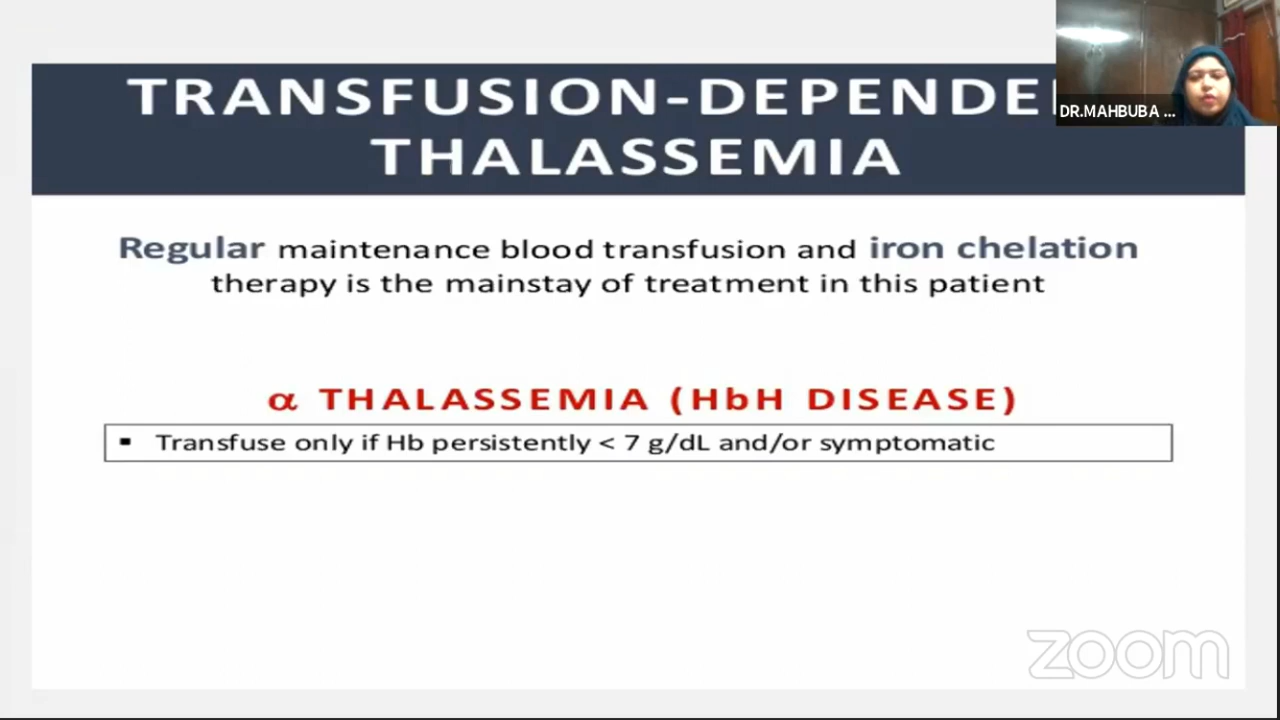 TRANSFUSION-DEPENDE
THALASSEMIA
DR.MAHBUBA ...
Regular maintenance blood transfusion and iron chelation
therapy is the mainstay of treatment in this patient
α THALASSEMIA (HbH DISEASE)
▪ Transfuse only if Hb persistently < 7 g/dL and/or symptomatic
zoom